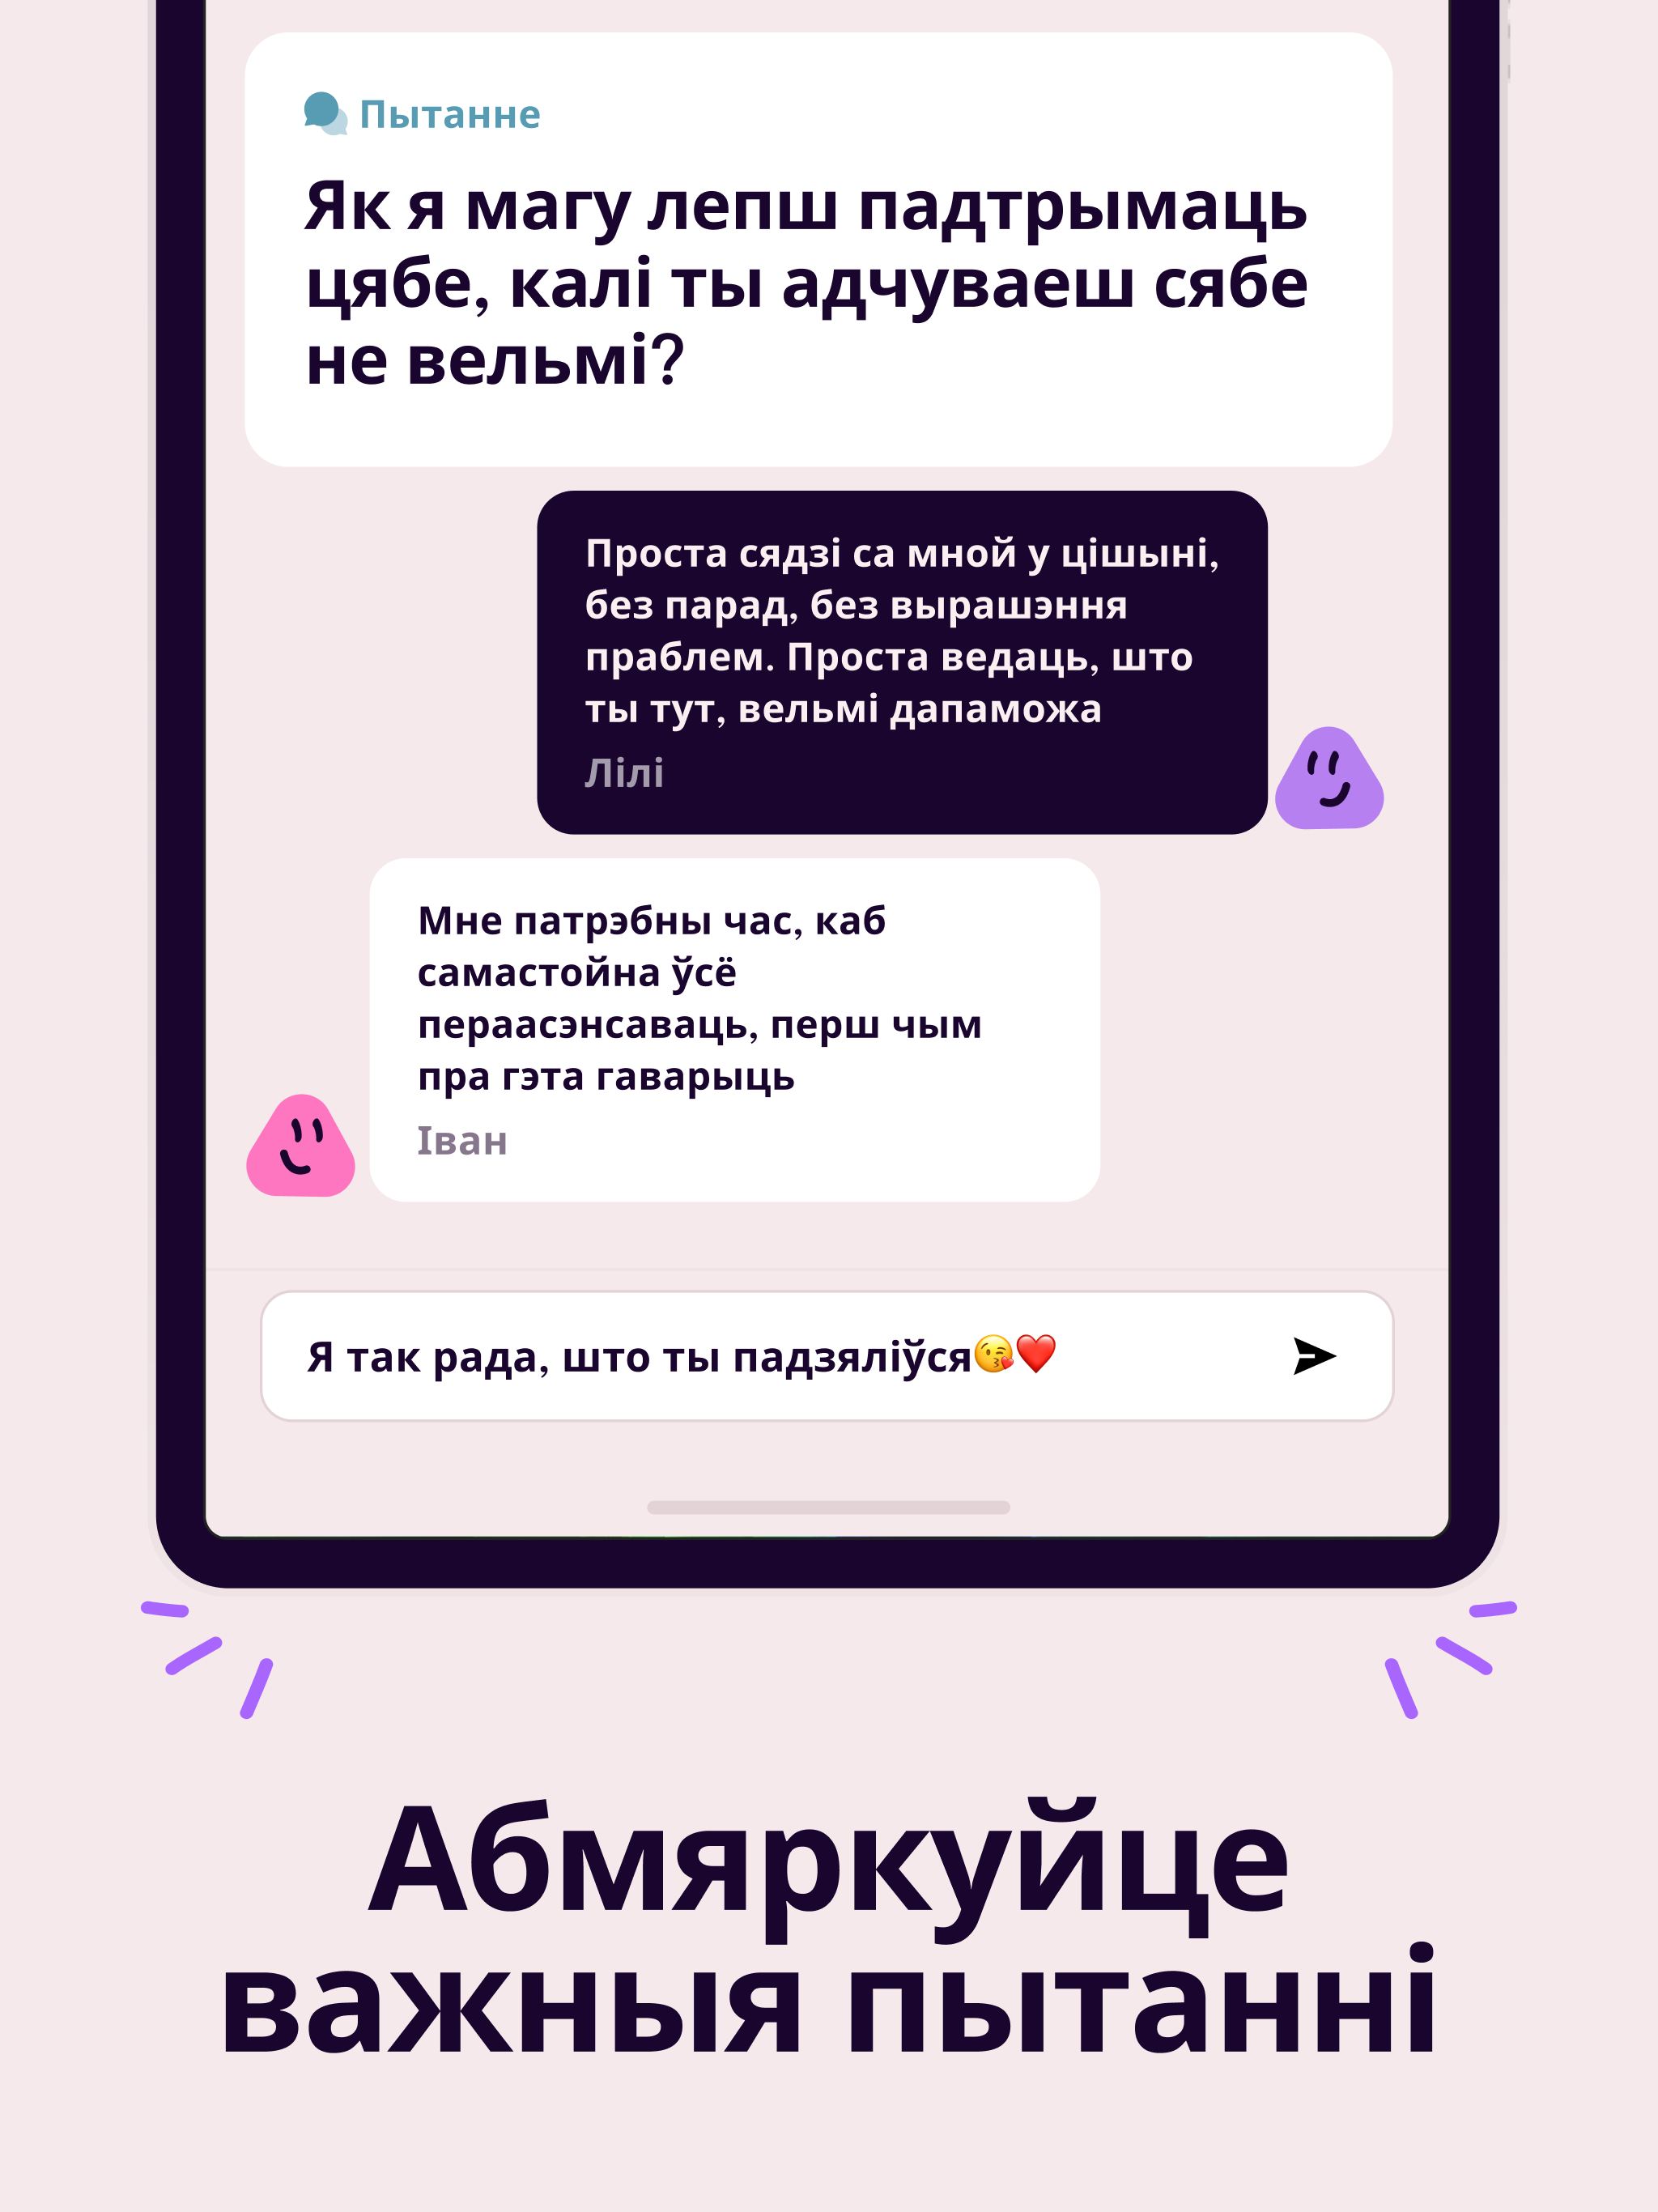 Пытанне
Як я магу лепш падтрымаць
цябе, калі ты адчуваеш сябе
не вельмі?
Проста сядзі са мной у цішыні,
без парад, без вырашэння
праблем. Проста ведаць, што
ты тут, вельмі дапаможа
Лілі
Мне патрэбны час, каб
самастойна ўсё
пераасэнсаваць, перш чым
пра гэта гаварыць
Іван
Я так рада, што ты падзяліўся😘❤️
Абмяркуйце
важныя пытанні